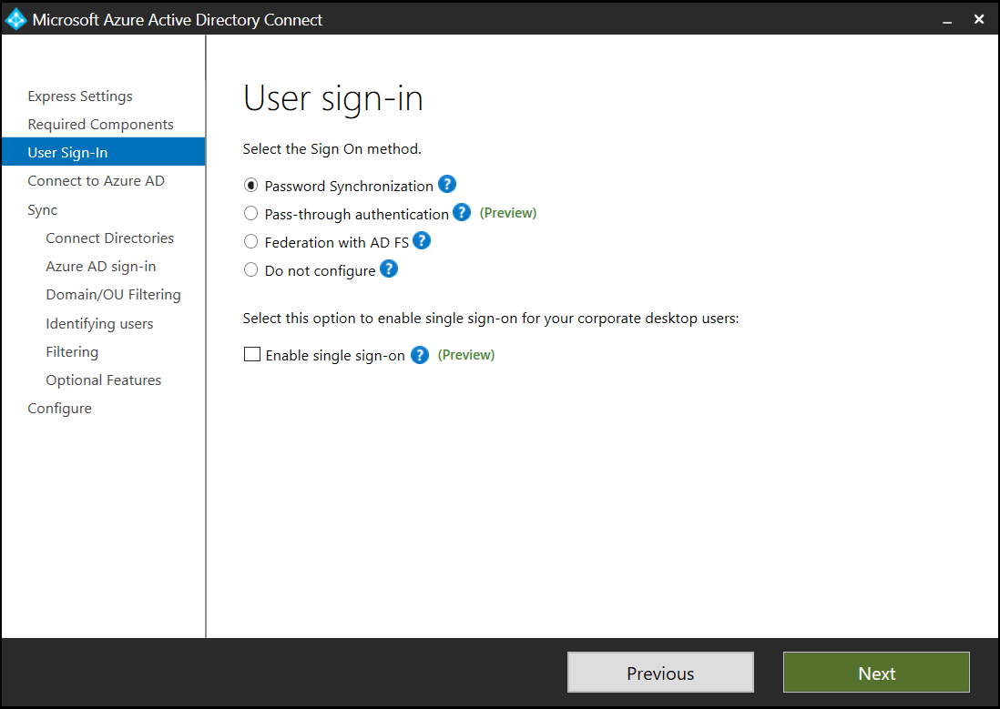 Microsoft Azure Active Directory Connect
Express Settings
Required Components
User Sign-In
Connect to Azure AD
Sync
Connect Directories
Azure AD sign-in
Domain/OU Filtering
Identifying users
Filtering
Optional Features
Configure
User sign-in
Select the Sign On method.
Password Synchronization ?
Pass-through authentication ? (Preview)
Federation with AD FS ?
Do not configure ?
Select this option to enable single sign-on for your corporate desktop users:
Enable single sign-on ? (Preview)
Previous
Next